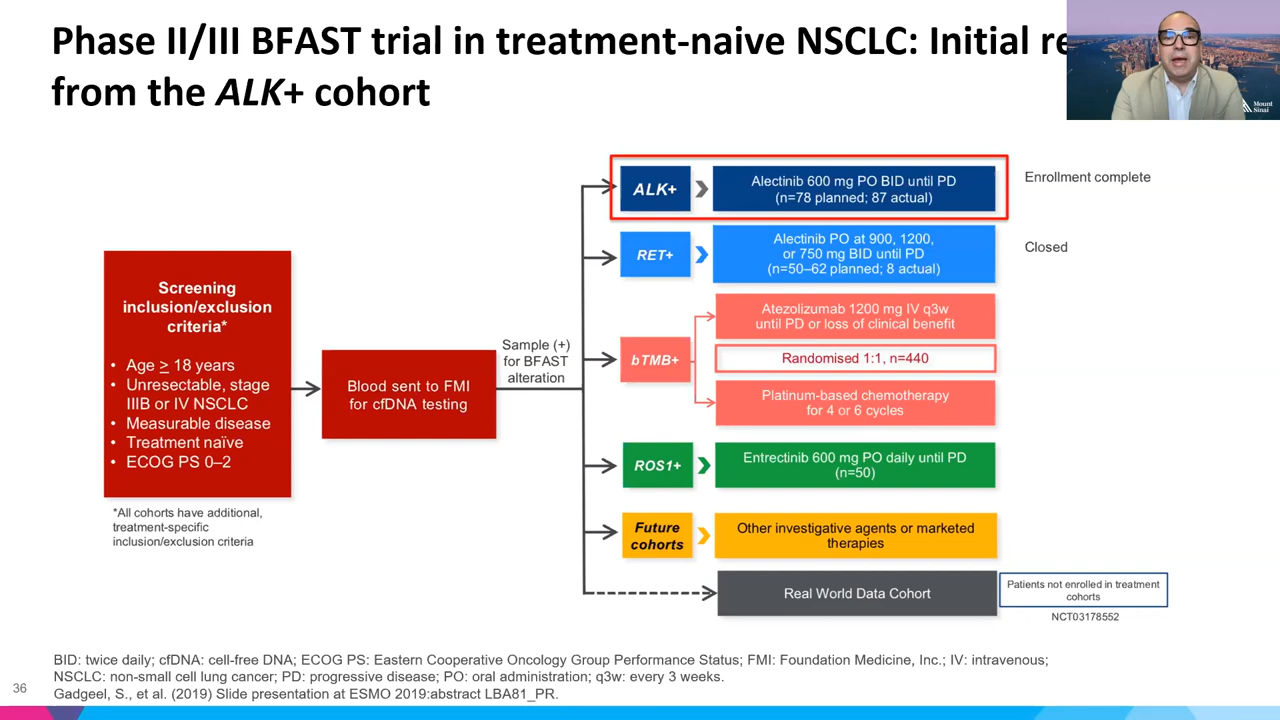 Phase II/III BFAST trial in treatment-naive NSCLC: Initial
from the ALK+ cohort
Mount
Sinai
Screening
inclusion/exclusion
criteria*
• Age ≥ 18 years
• Unresectable, stage
IIIB or IV NSCLC
• Measurable disease
• Treatment naïve
• ECOG PS 0–2
*All cohorts have additional,
treatment-specific
inclusion/exclusion criteria
Blood sent to FMI
for cfDNA testing
Sample (+)
for BFAST
alteration
ALK+
Alectinib 600 mg PO BID until PD
(n=78 planned; 87 actual)
Enrollment complete
RET+
Alectinib PO at 900, 1200,
or 750 mg BID until PD
(n=50–62 planned; 8 actual)
Closed
bTMB+
Atezolizumab 1200 mg IV q3w
until PD or loss of clinical benefit
Randomised 1:1, n=440
Platinum-based chemotherapy
for 4 or 6 cycles
ROS1+
Entrectinib 600 mg PO daily until PD
(n=50)
Future
cohorts
Other investigative agents or marketed
therapies
Real World Data Cohort
Patients not enrolled in treatment
cohorts
NCT03178552
BID: twice daily; cfDNA: cell-free DNA; ECOG PS: Eastern Cooperative Oncology Group Performance Status; FMI: Foundation Medicine, Inc.; IV: intravenous;
NSCLC: non-small cell lung cancer; PD: progressive disease; PO: oral administration; q3w: every 3 weeks.
Gadgeel, S., et al. (2019) Slide presentation at ESMO 2019:abstract LBA81_PR.
36